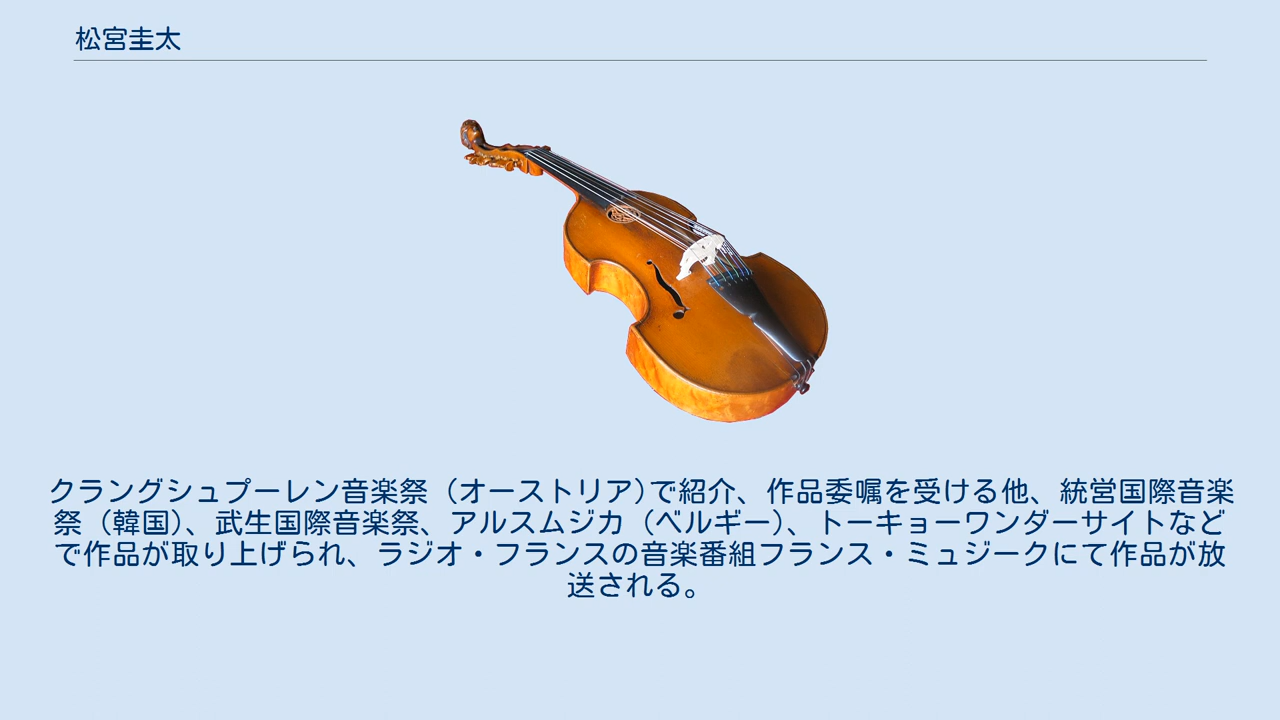 松宮圭太
クラングシュプーレン音楽祭（オーストリア)で紹介、作品委嘱を受ける他、統営国際音楽
祭（韓国)、武生国際音楽祭、アルスムジカ（ベルギー)、トーキョーワンダーサイトなど
で作品が取り上げられ、ラジオ・フランスの音楽番組フランス・ミュジークにて作品が放
送される。